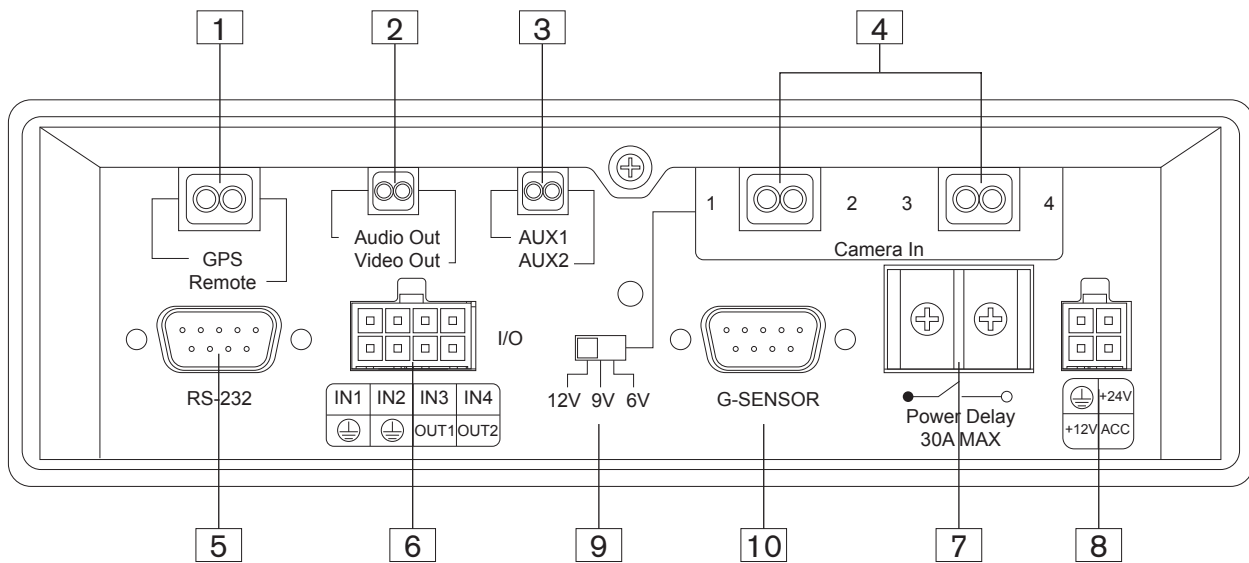 1 2 3 4
GPS
Remote
Audio Out
Video Out
AUX1
AUX2
1 2 3 4
Camera In
RS-232
I/O
IN1 IN2 IN3 IN4
OUT1 OUT2
12V 9V 6V
G-SENSOR
Power Delay
30A MAX
+24V
+12V ACC
5 6 9 10 7 8